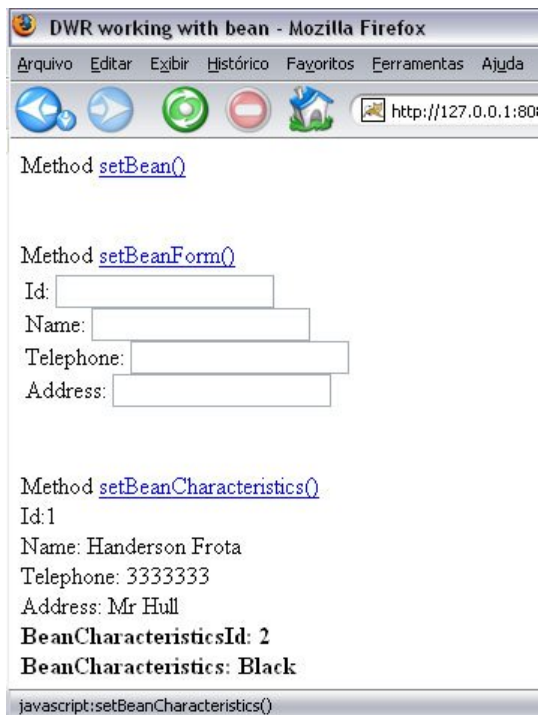 DWR working with bean - Mozilla Firefox
Arquivo Editar Exibir Histórico Favoritos Ferramentas Ajuda
http://127.0.0.1:808
Method setBean()
Method setBeanForm()
Id:
Name:
Telephone:
Address:
Method setBeanCharacteristics()
Id:1
Name: Handerson Frota
Telephone: 3333333
Address: Mr Hull
BeanCharacteristicsId: 2
BeanCharacteristics: Black
javascript:setBeanCharacteristics()